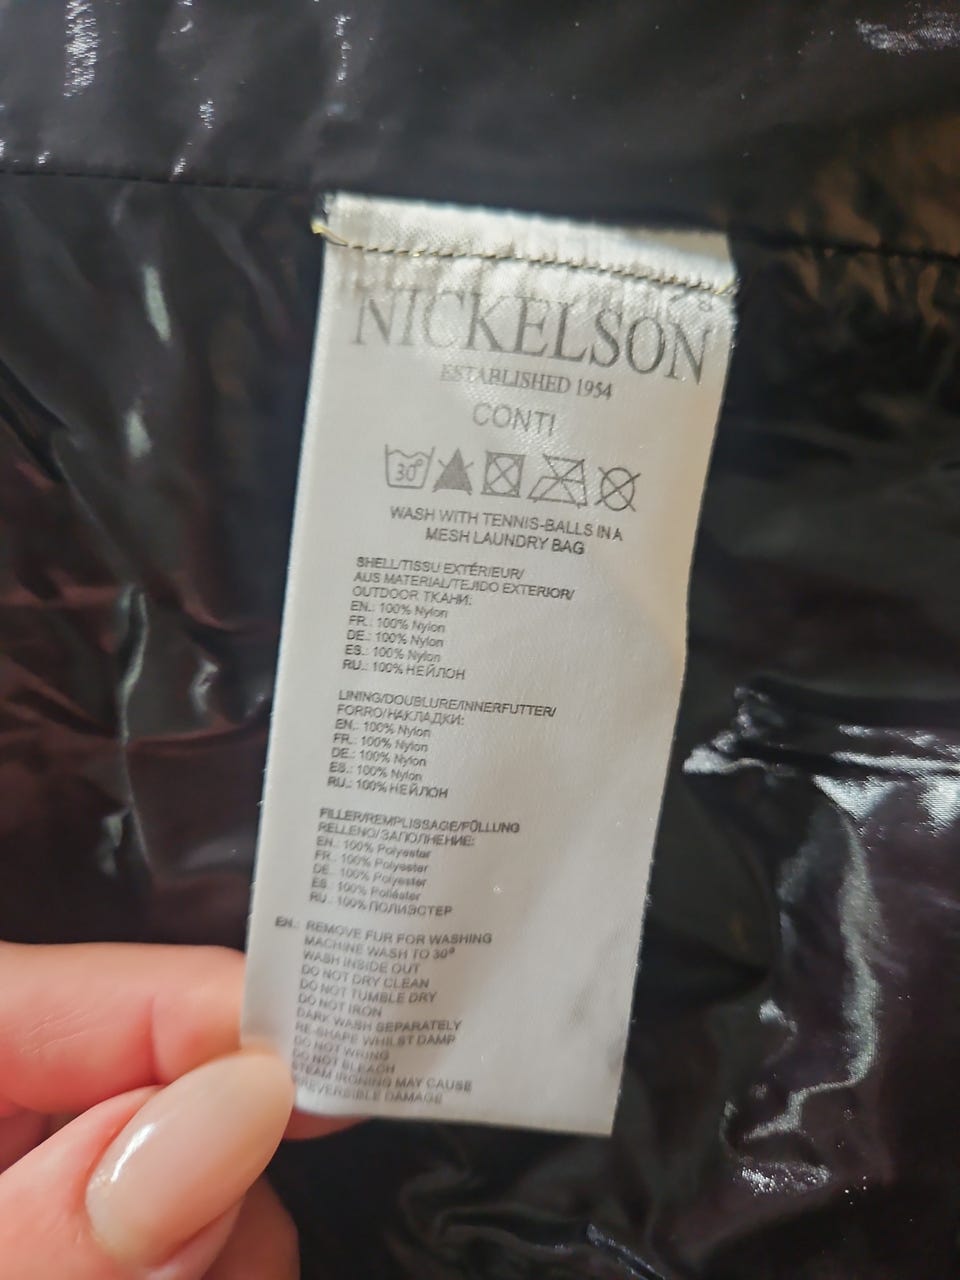 NICKELSON
ESTABLISHED 1954
CONTI
30°
WASH WITH TENNIS-BALLS IN A
MESH LAUNDRY BAG
SHELL/TISSU EXTÉRIEUR/
AUS MATERIAL/TEJIDO EXTERIOR/
OUTDOOR ТКАНИ:
EN.: 100% Nylon
FR.: 100% Nylon
DE.: 100% Nylon
ES.: 100% Nylon
RU.: 100% НЕЙЛОН
LINING/DOUBLURE/INNERFUTTER/
FORRO/НАКЛАДКИ:
EN.: 100% Nylon
FR.: 100% Nylon
DE.: 100% Nylon
ES.: 100% Nylon
RU.: 100% НЕЙЛОН
FILLER/REMPLISSAGE/FÜLLUNG
RELLENO/ЗАПОЛНЕНИЕ:
EN.: 100% Polyester
FR.: 100% Polyester
DE.: 100% Polyester
ES.: 100% Poliéster
RU.: 100% ПОЛИЭСТЕР
EN.: REMOVE FUR FOR WASHING
MACHINE WASH TO 30°
WASH INSIDE OUT
DO NOT DRY CLEAN
DO NOT TUMBLE DRY
DO NOT IRON
DARK WASH SEPARATELY
RE-SHAPE WHILST DAMP
DO NOT WRING
DO NOT BLEACH
STEAM IRONING MAY CAUSE
IRREVERSIBLE DAMAGE